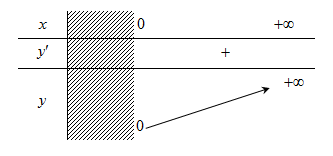 x 0 +∞
y' +
+∞
y
0